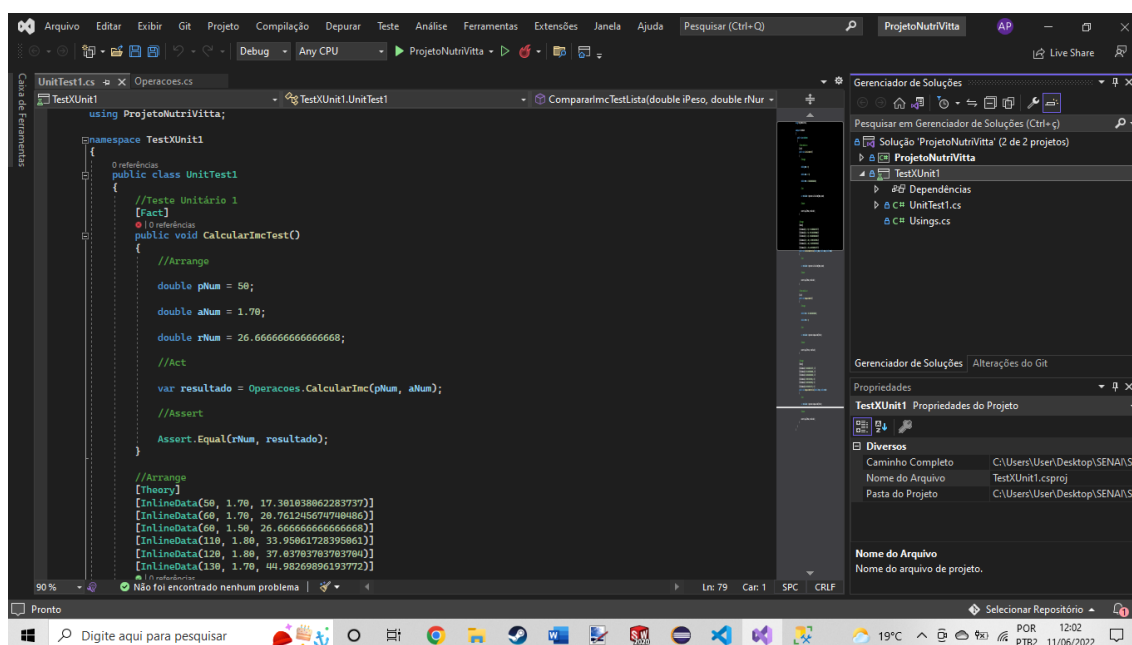 Arquivo Editar Exibir Git Projeto Compilação Depurar Teste Análise Ferramentas Extensões Janela Ajuda Pesquisar (Ctrl+Q) ProjetoNutriVitta AP
Debug Any CPU ProjetoNutriVitta Live Share
Caixa de Ferramentas
UnitTest1.cs Operacoes.cs
TestXUnit1 TestXUnit1.UnitTest1 CompararImcTestLista(double iPeso, double rNur
using ProjetoNutriVitta;
namespace TestXUnit1
{
0 referências
public class UnitTest1
{
//Teste Unitário 1
[Fact]
0 referências
public void CalcularImcTest()
{
//Arrange
double pNum = 50;
double aNum = 1.70;
double rNum = 26.666666666666668;
//Act
var resultado = Operacoes.CalcularImc(pNum, aNum);
//Assert
Assert.Equal(rNum, resultado);
}
//Arrange
[Theory]
[InlineData(50, 1.70, 17.301038062283737)]
[InlineData(60, 1.70, 20.761245674740486)]
[InlineData(60, 1.50, 26.666666666666668)]
[InlineData(110, 1.80, 33.95061728395061)]
[InlineData(120, 1.80, 37.03703703703704)]
[InlineData(130, 1.70, 44.98269896193772)]
0 referências
90 % Não foi encontrado nenhum problema Ln: 79 Car: 1 SPC CRLF
Gerenciador de Soluções
Pesquisar em Gerenciador de Soluções (Ctrl+ç)
Solução 'ProjetoNutriVitta' (2 de 2 projetos)
C# ProjetoNutriVitta
TestXUnit1
Dependências
C# UnitTest1.cs
C# Usings.cs
Gerenciador de Soluções Alterações do Git
Propriedades
TestXUnit1 Propriedades do Projeto
Diversos
Caminho Completo C:\Users\User\Desktop\SENAI\S
Nome do Arquivo TestXUnit1.csproj
Pasta do Projeto C:\Users\User\Desktop\SENAI\S
Nome do Arquivo
Nome do arquivo de projeto.
Pronto Selecionar Repositório
Digite aqui para pesquisar 19°C POR 12:02
PTB2 11/06/2022